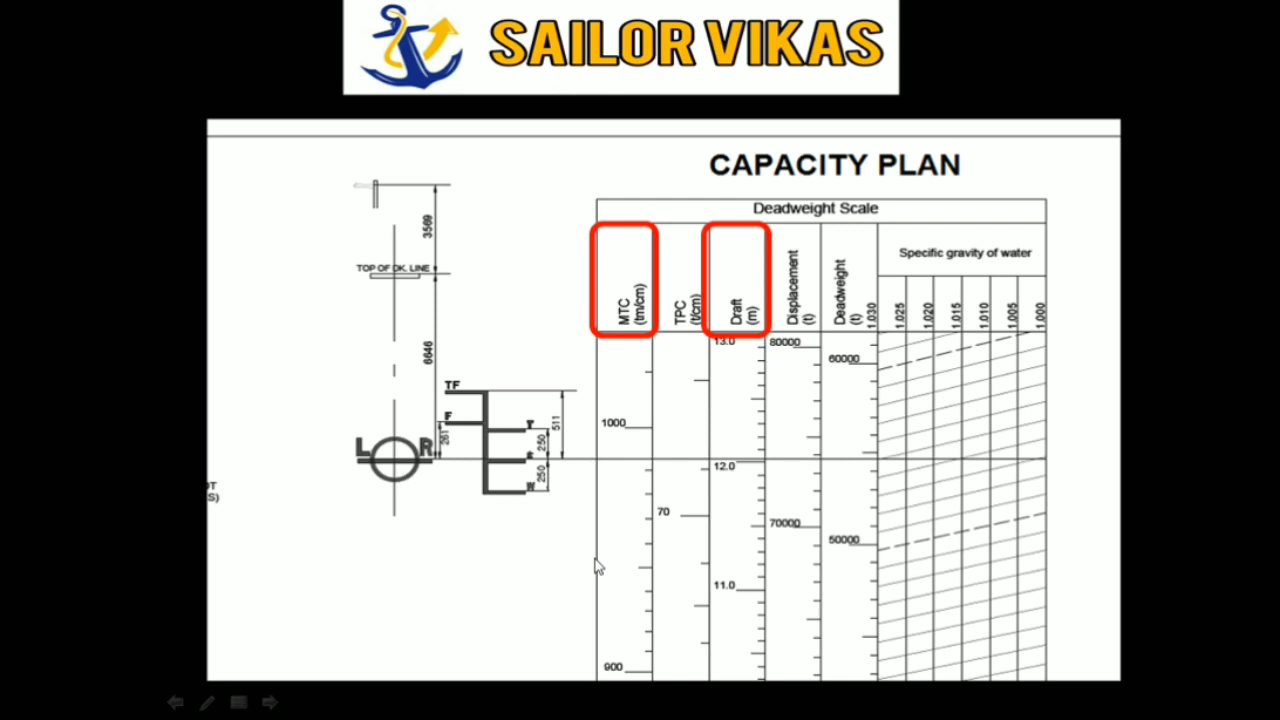 SAILOR VIKAS
CAPACITY PLAN
Deadweight Scale
MTC
(tm/cm)
TPC
(t/cm)
Draft
(m)
Displacement
(t)
Deadweight
(t)
Specific gravity of water
1.030
1.025
1.020
1.015
1.010
1.005
1.000
3569
TOP OF DK. LINE
6646
TF
F
261
L
R
T
250
250
511
13.0
80000
60000
1000
12.0
70
70000
50000
11.0
900
S)